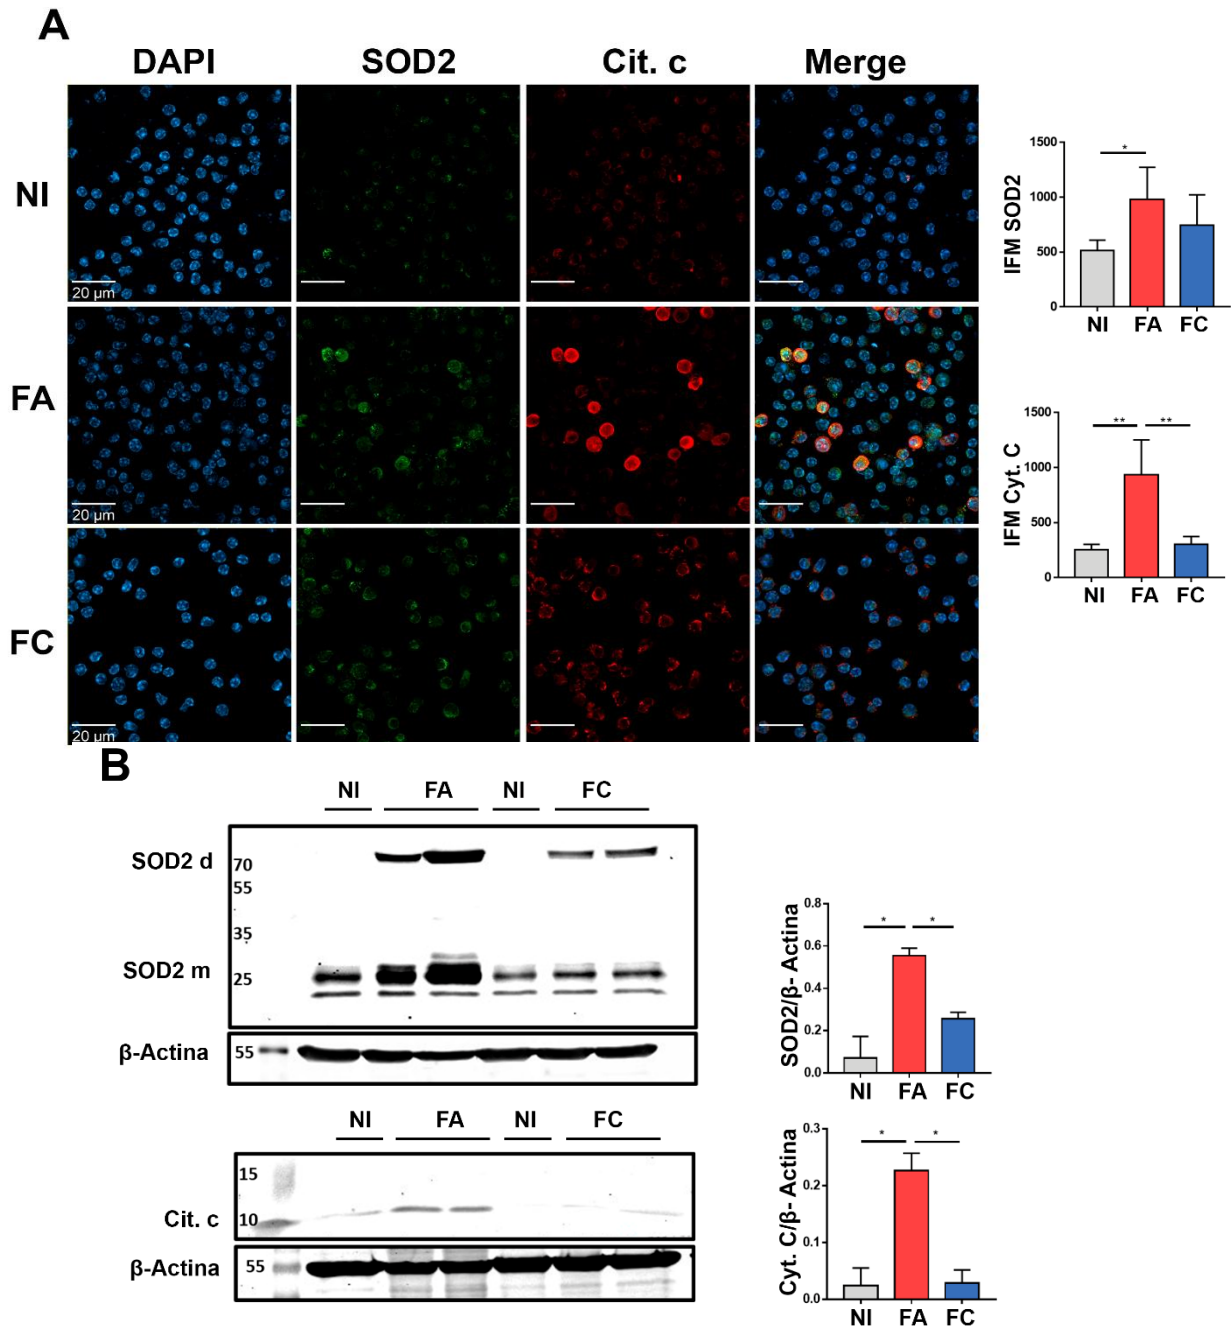 A
DAPI SOD2 Cit. c Merge
NI
20 µm
FA
20 µm
FC
20 µm
IFM SOD2
1500
1000
500
0
*
NI FA FC
IFM Cyt. C
1500
1000
500
0
** **
NI FA FC
B
NI FA NI FC
SOD2 d
70
55
35
SOD2 m
25
β-Actina 55
SOD2/β- Actina
0.8
0.6
0.4
0.2
0.0
* *
NI FA FC
NI FA NI FC
15
Cit. c
10
β-Actina 55
Cyt. C/β- Actina
0.3
0.2
0.1
0.0
* *
NI FA FC